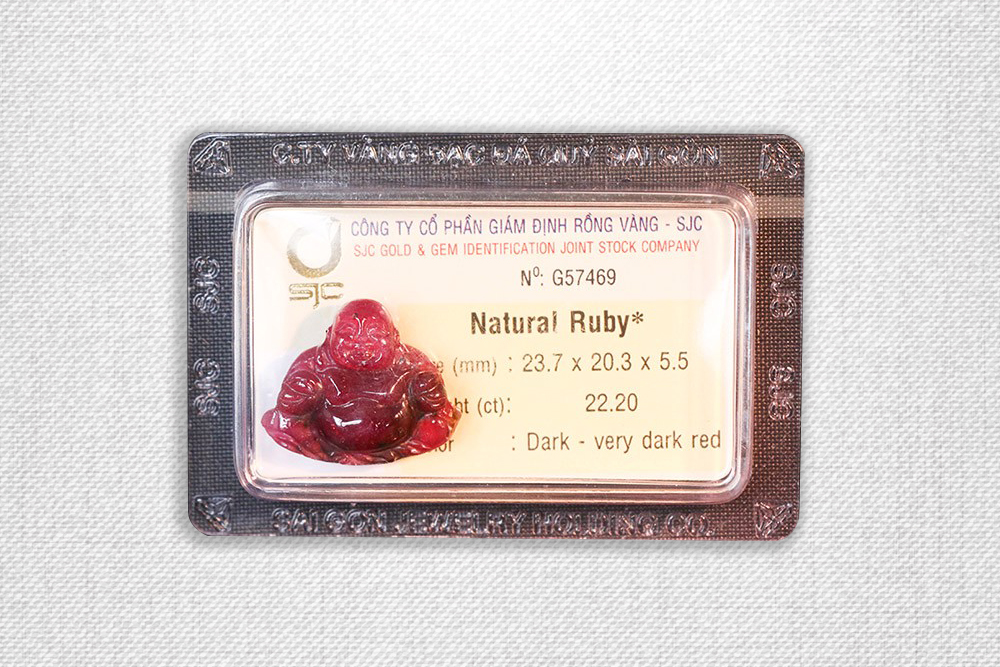 C.TY VÀNG BẠC ĐÁ QUÝ SÀI GÒN
CÔNG TY CỔ PHẦN GIÁM ĐỊNH RỒNG VÀNG - SJC
SJC GOLD & GEM IDENTIFICATION JOINT STOCK COMPANY
Nº: G57469
SJC
Natural Ruby*
(mm) : 23.7 x 20.3 x 5.5
(ct): 22.20
: Dark - very dark red
SJC
SJC
SJC
SJC
SAIGON JEWELRY HOLDING CO.